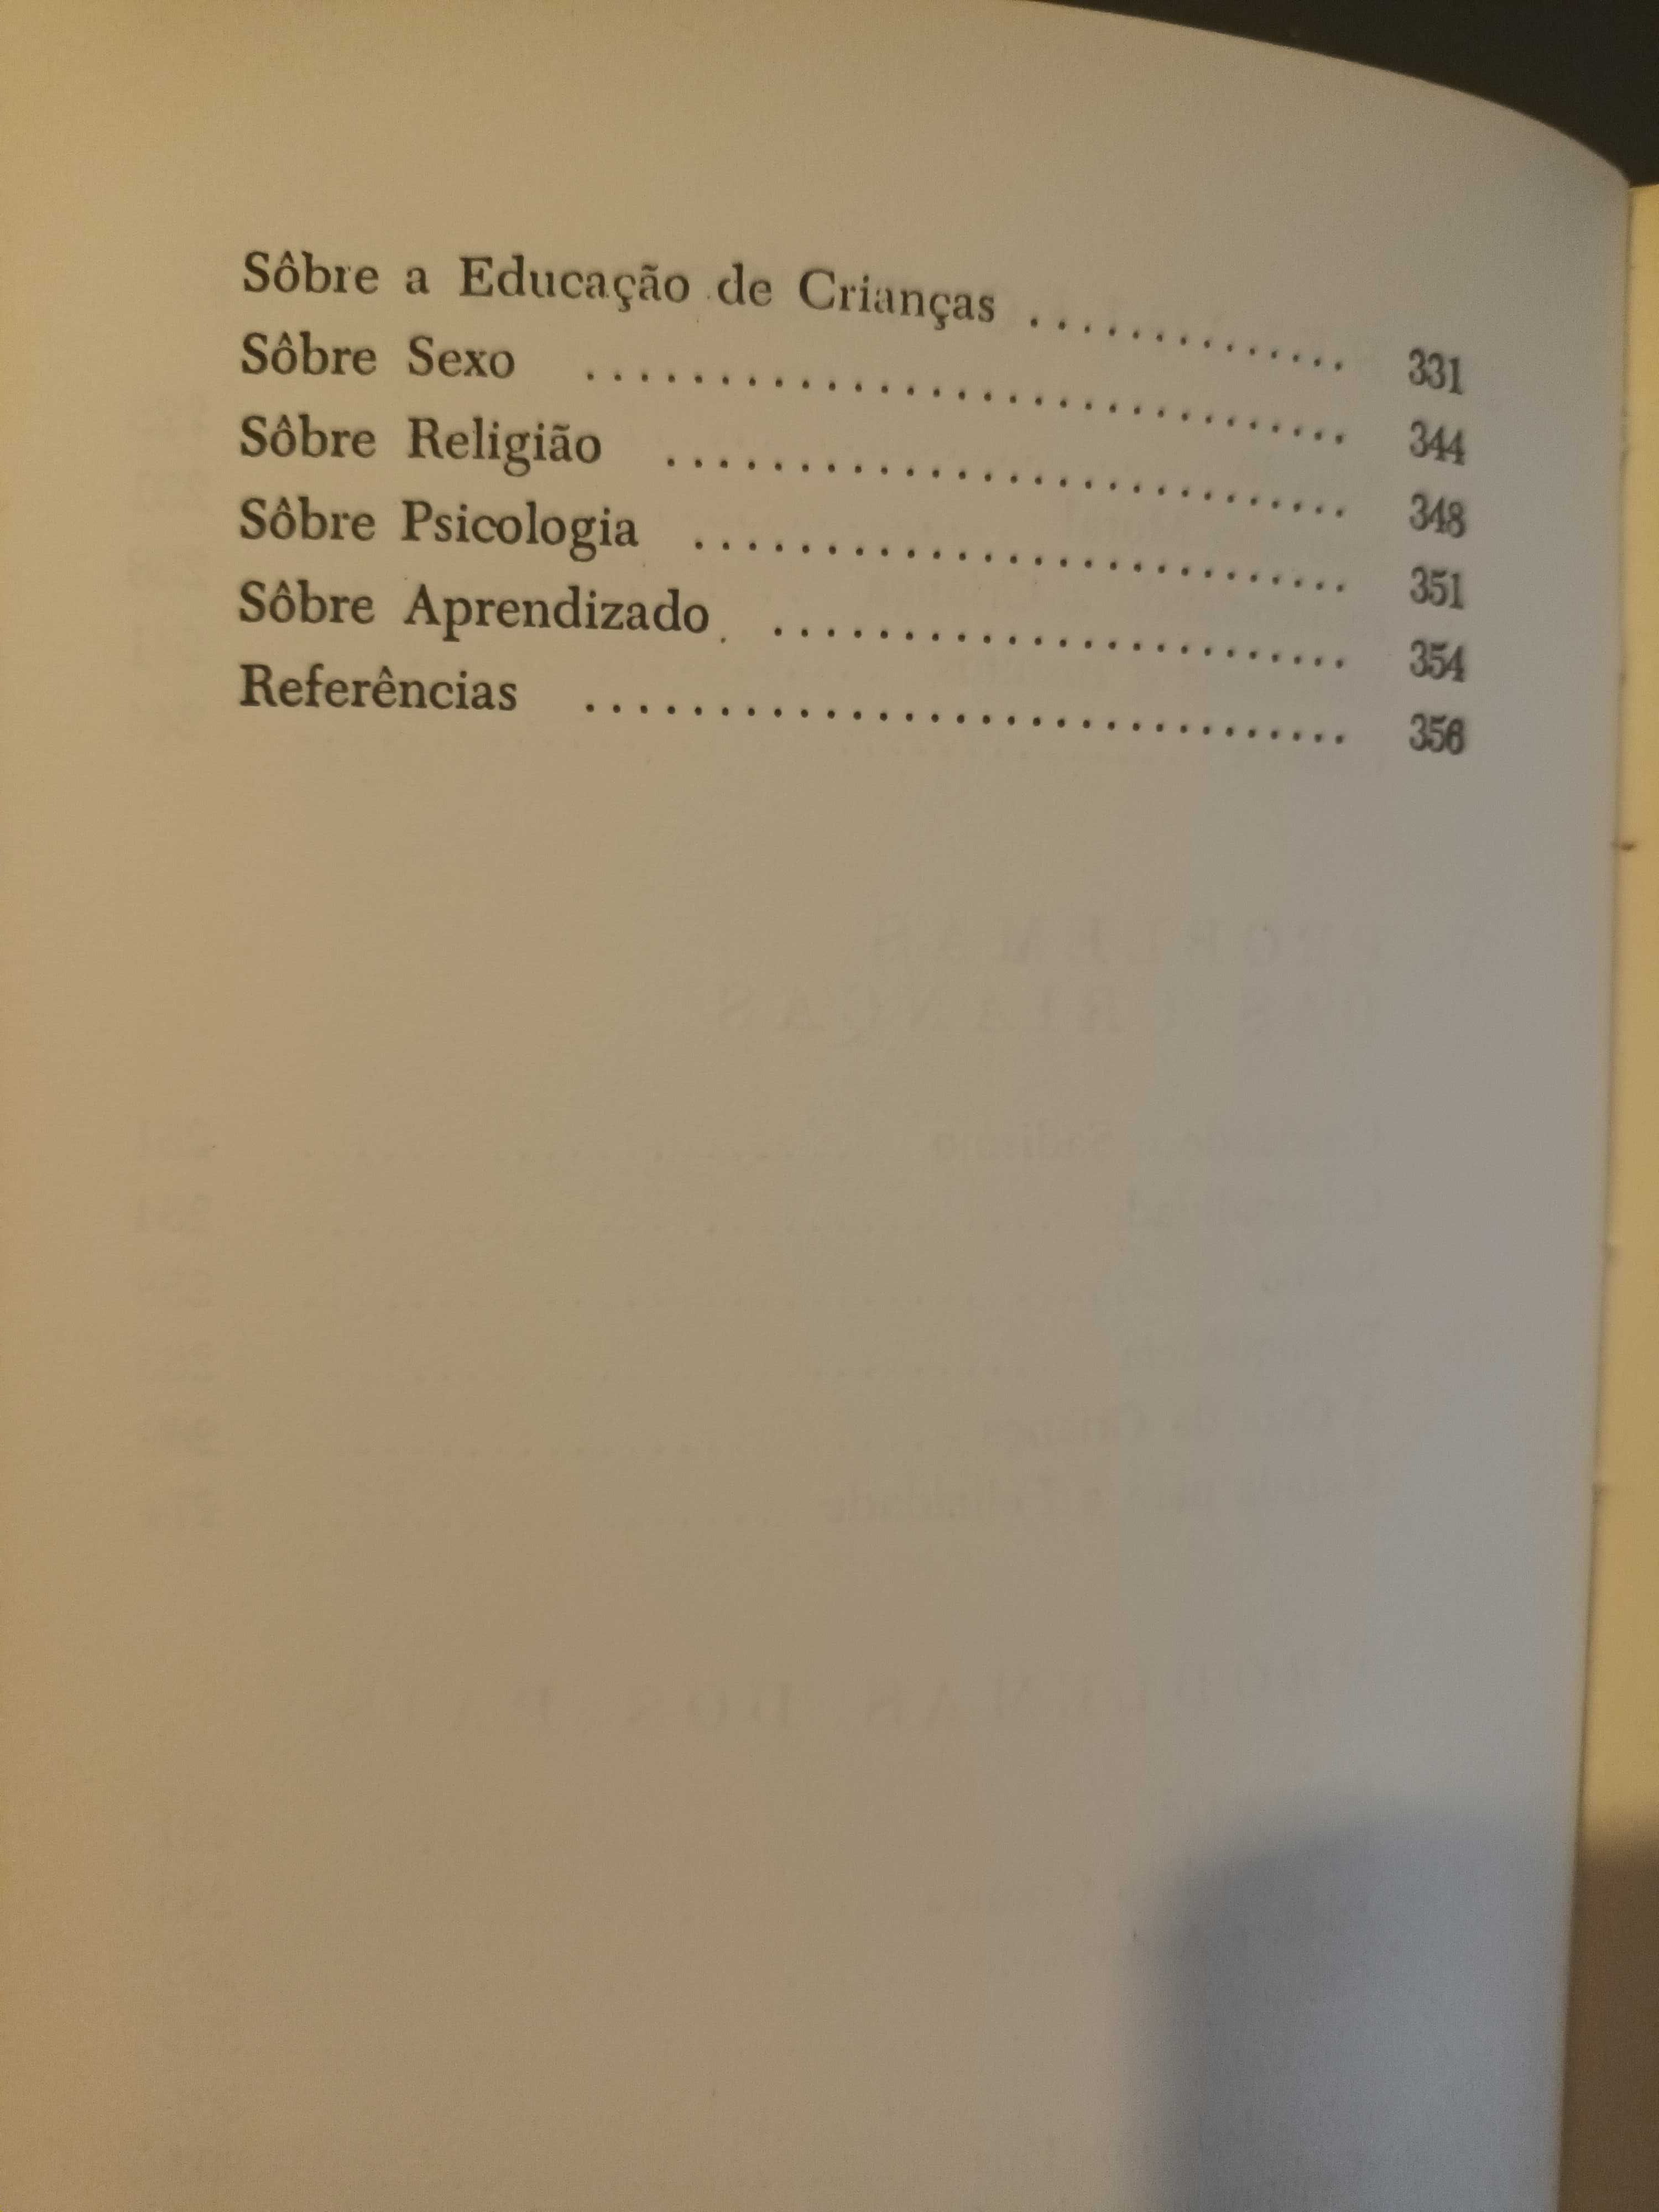 Sôbre a Educação de Crianças ............. 331
Sôbre Sexo ............................. 344
Sôbre Religião .......................... 348
Sôbre Psicologia ......................... 351
Sôbre Aprendizado ...................... 354
Referências ............................. 356